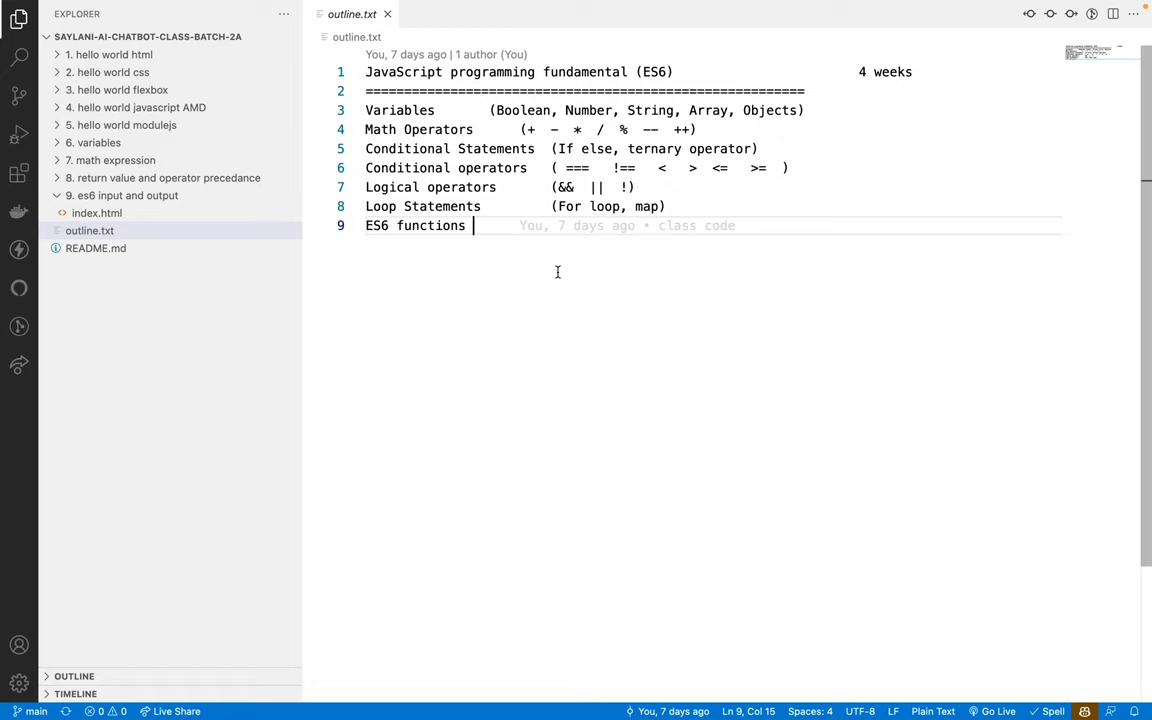 EXPLORER
SAYLANI-AI-CHATBOT-CLASS-BATCH-2A
1. hello world html
2. hello world css
3. hello world flexbox
4. hello world javascript AMD
5. hello world modulejs
6. variables
7. math expression
8. return value and operator precedance
9. es6 input and output
index.html
outline.txt
README.md
OUTLINE
TIMELINE
outline.txt
outline.txt
You, 7 days ago | 1 author (You)
1 JavaScript programming fundamental (ES6) 4 weeks
2 =========================================================
3 Variables (Boolean, Number, String, Array, Objects)
4 Math Operators (+ - * / % -- ++)
5 Conditional Statements (If else, ternary operator)
6 Conditional operators ( === !== < > <= >= )
7 Logical operators (&& || !)
8 Loop Statements (For loop, map)
9 ES6 functions You, 7 days ago • class code
main 0 0 Live Share You, 7 days ago Ln 9, Col 15 Spaces: 4 UTF-8 LF Plain Text Go Live Spell